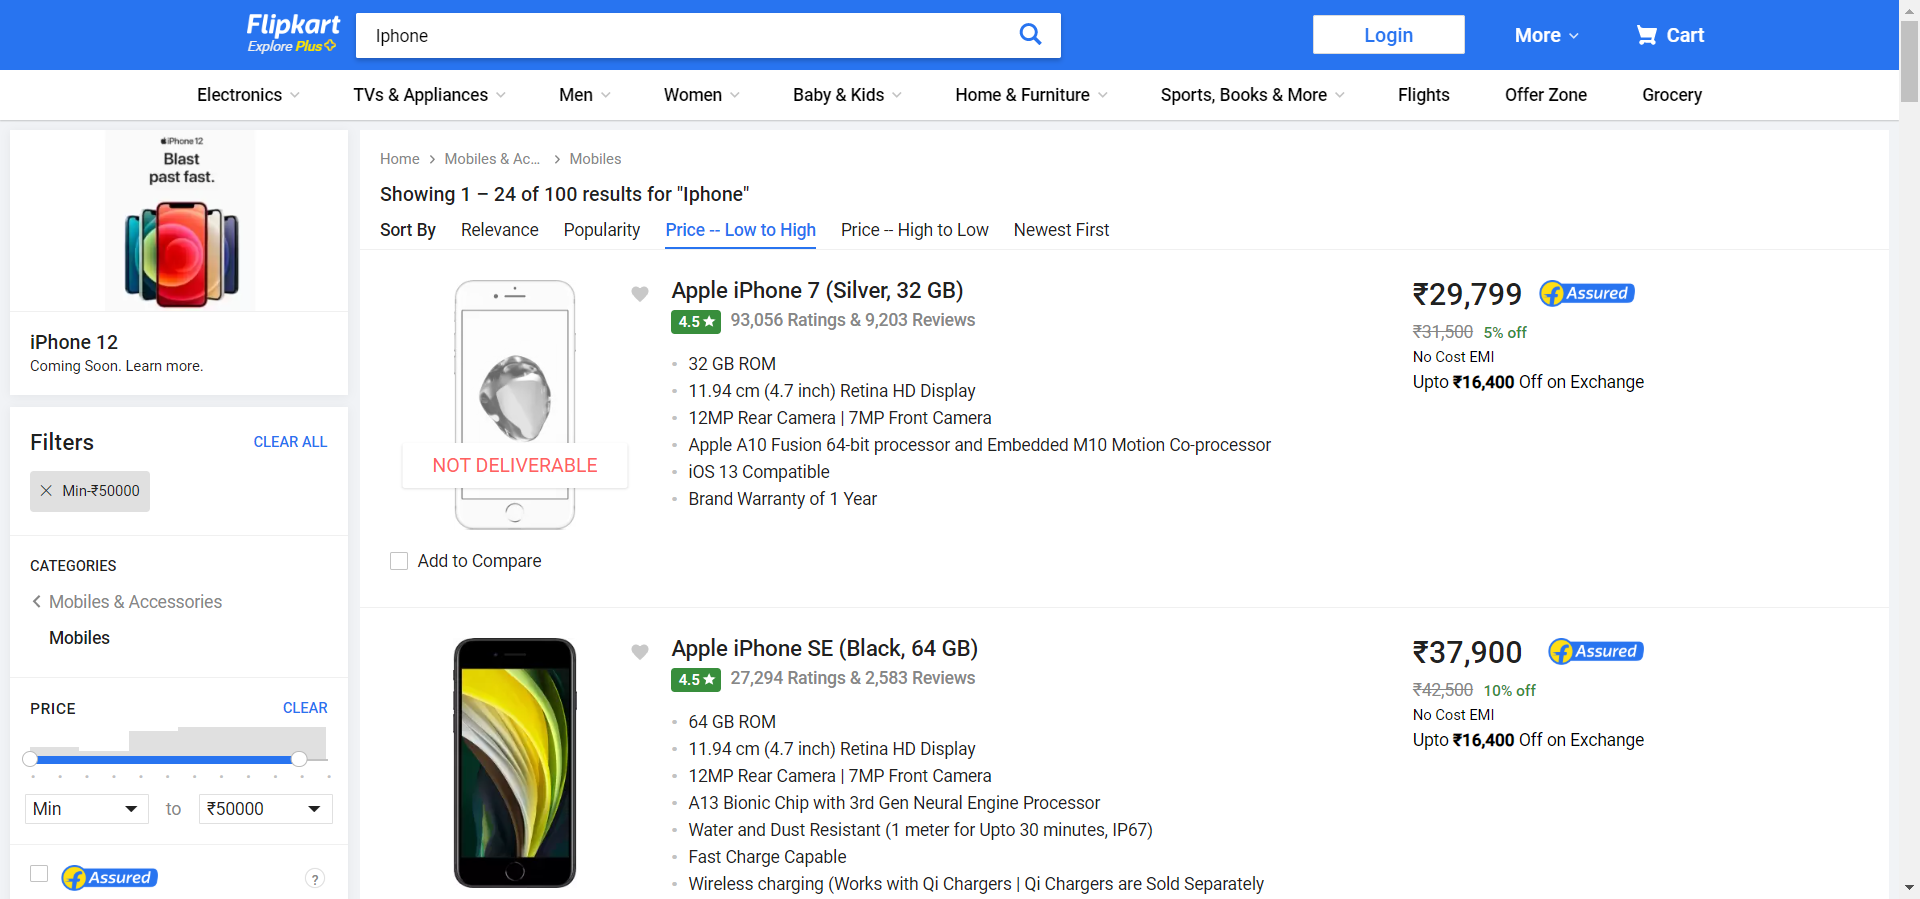 Flipkart
Explore Plus
Iphone
Login
More
Cart
Electronics
TVs & Appliances
Men
Women
Baby & Kids
Home & Furniture
Sports, Books & More
Flights
Offer Zone
Grocery
iPhone 12
Blast
past fast.
iPhone 12
Coming Soon. Learn more.
Filters
CLEAR ALL
Min-₹50000
CATEGORIES
Mobiles & Accessories
Mobiles
PRICE
CLEAR
Min
to
₹50000
Assured
?
Home
Mobiles & Ac...
Mobiles
Showing 1 – 24 of 100 results for "Iphone"
Sort By
Relevance
Popularity
Price -- Low to High
Price -- High to Low
Newest First
NOT DELIVERABLE
Add to Compare
Apple iPhone 7 (Silver, 32 GB)
4.5 ★
93,056 Ratings & 9,203 Reviews
32 GB ROM
11.94 cm (4.7 inch) Retina HD Display
12MP Rear Camera | 7MP Front Camera
Apple A10 Fusion 64-bit processor and Embedded M10 Motion Co-processor
iOS 13 Compatible
Brand Warranty of 1 Year
₹29,799
Assured
₹31,500 5% off
No Cost EMI
Upto ₹16,400 Off on Exchange
Apple iPhone SE (Black, 64 GB)
4.5 ★
27,294 Ratings & 2,583 Reviews
64 GB ROM
11.94 cm (4.7 inch) Retina HD Display
12MP Rear Camera | 7MP Front Camera
A13 Bionic Chip with 3rd Gen Neural Engine Processor
Water and Dust Resistant (1 meter for Upto 30 minutes, IP67)
Fast Charge Capable
Wireless charging (Works with Qi Chargers | Qi Chargers are Sold Separately
₹37,900
Assured
₹42,500 10% off
No Cost EMI
Upto ₹16,400 Off on Exchange